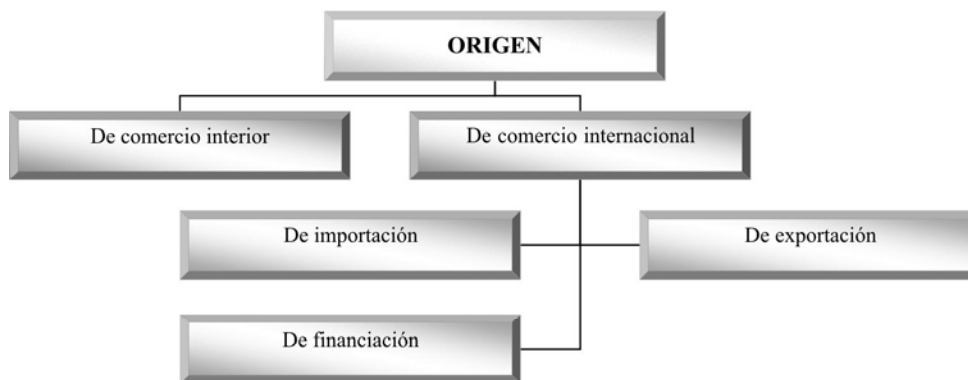 ORIGEN
De comercio interior
De comercio internacional
De importación
De exportación
De financiación